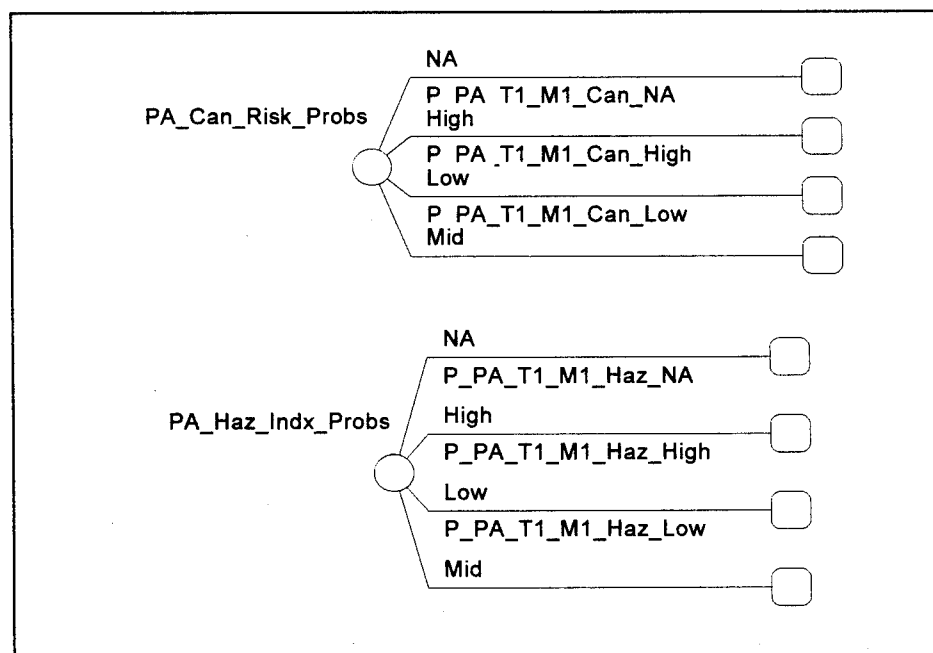 NA
PA_Can_Risk_Probs
P PA T1_M1_Can_NA
High
P PA T1_M1_Can_High
Low
P PA_T1_M1_Can_Low
Mid
NA
P_PA_T1_M1_Haz_NA
PA_Haz_Indx_Probs
High
P_PA_T1_M1_Haz_High
Low
P_PA_T1_M1_Haz_Low
Mid